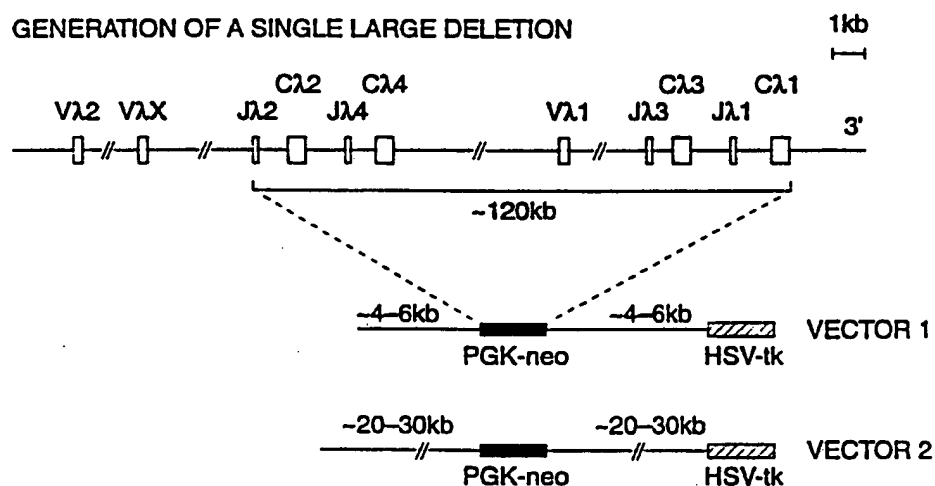 GENERATION OF A SINGLE LARGE DELETION
1kb
Cλ2 Cλ4 Cλ3 Cλ1
Vλ2 VλX Jλ2 Jλ4 Vλ1 Jλ3 Jλ1 3'
~120kb
~4–6kb ~4–6kb VECTOR 1
PGK-neo HSV-tk
~20–30kb ~20–30kb
VECTOR 2
PGK-neo HSV-tk